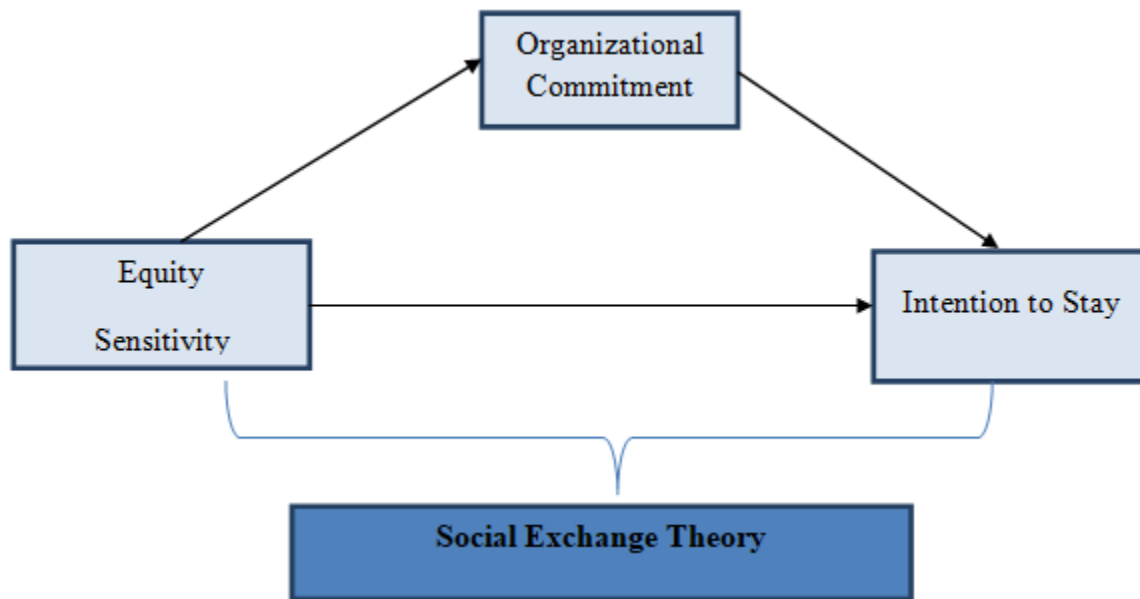 Organizational
Commitment
Equity
Sensitivity
Intention to Stay
Social Exchange Theory